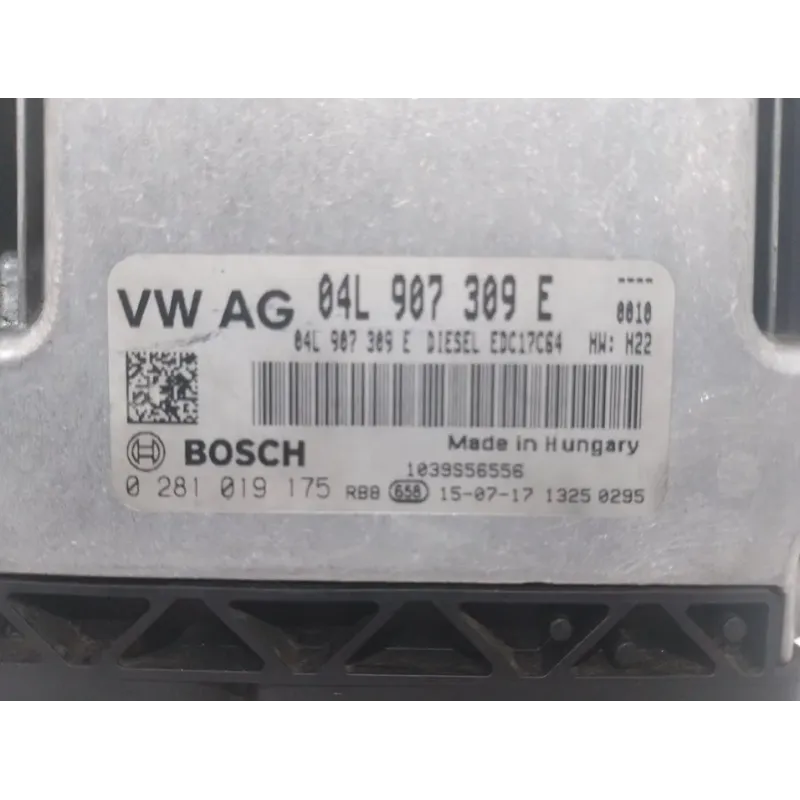 VW AG 04L 907 309 E ----
0010
04L 907 309 E DIESEL EDC17C64 HW: H22
BOSCH Made in Hungary
1039S56556
0 281 019 175 RB8 658 15-07-17 1325 0295